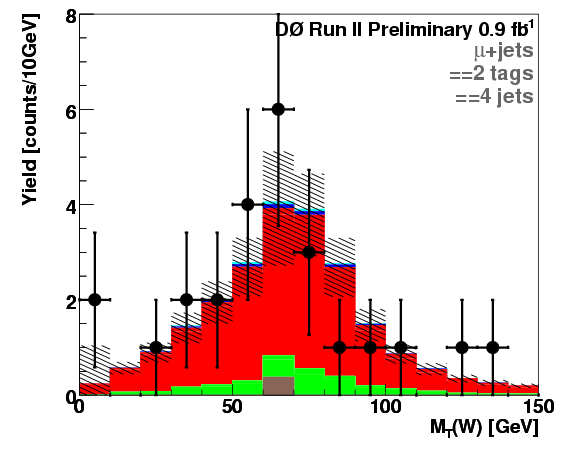 DØ Run II Preliminary 0.9 fb-1
μ+jets
==2 tags
==4 jets
Yield [counts/10GeV]
8
6
4
2
0
0 50 100 150
MT(W) [GeV]